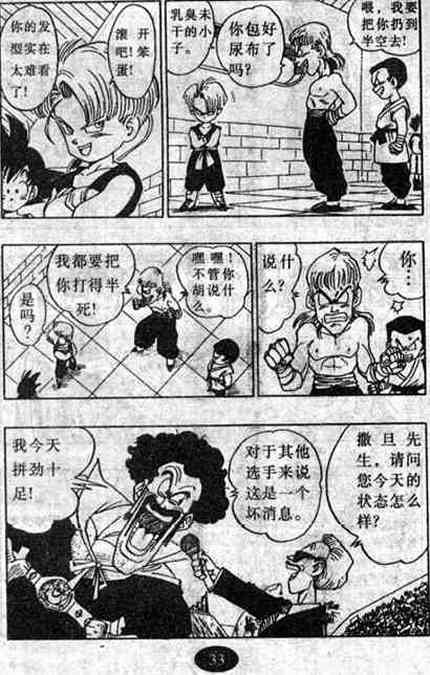 喂，我要
把你扔到
半空去！
你包好
尿布了
吗？
乳臭未
干的小
子。
滚开
吧！笨
蛋！
你的发
型实在
太难看
了！
你…
说什
么？
嘿嘿！
不管你
胡说什
么。
我都要把
你打得半
死！
是吗？
撒旦先
生，请问
您今天的
状态怎么
样？
对于其他
选手来说
这是一个
坏消息。
我今天
拼劲十
足！
33